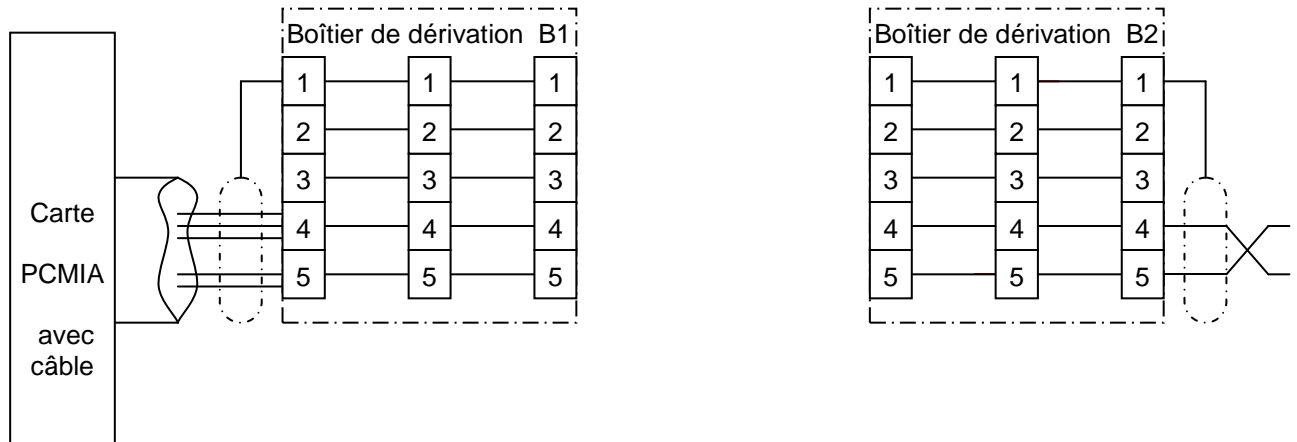 Boîtier de dérivation B1
Boîtier de dérivation B2
1 1 1
2 2 2
3 3 3
4 4 4
5 5 5
1 1 1
2 2 2
3 3 3
4 4 4
5 5 5
Carte
PCMIA
avec
câble